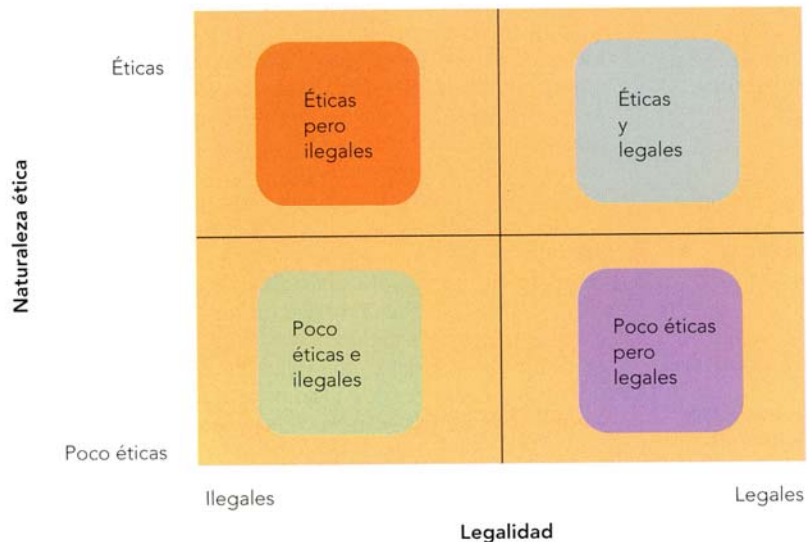 Éticas
Éticas
pero
ilegales
Éticas
y
legales
Naturaleza ética
Poco
éticas e
ilegales
Poco éticas
pero
legales
Poco éticas
Ilegales
Legales
Legalidad